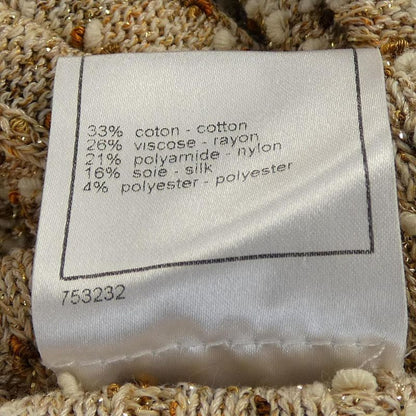 33% coton - cotton
26% viscose - rayon
21% polyamide - nylon
16% soie - silk
4% polyester - polyester
753232